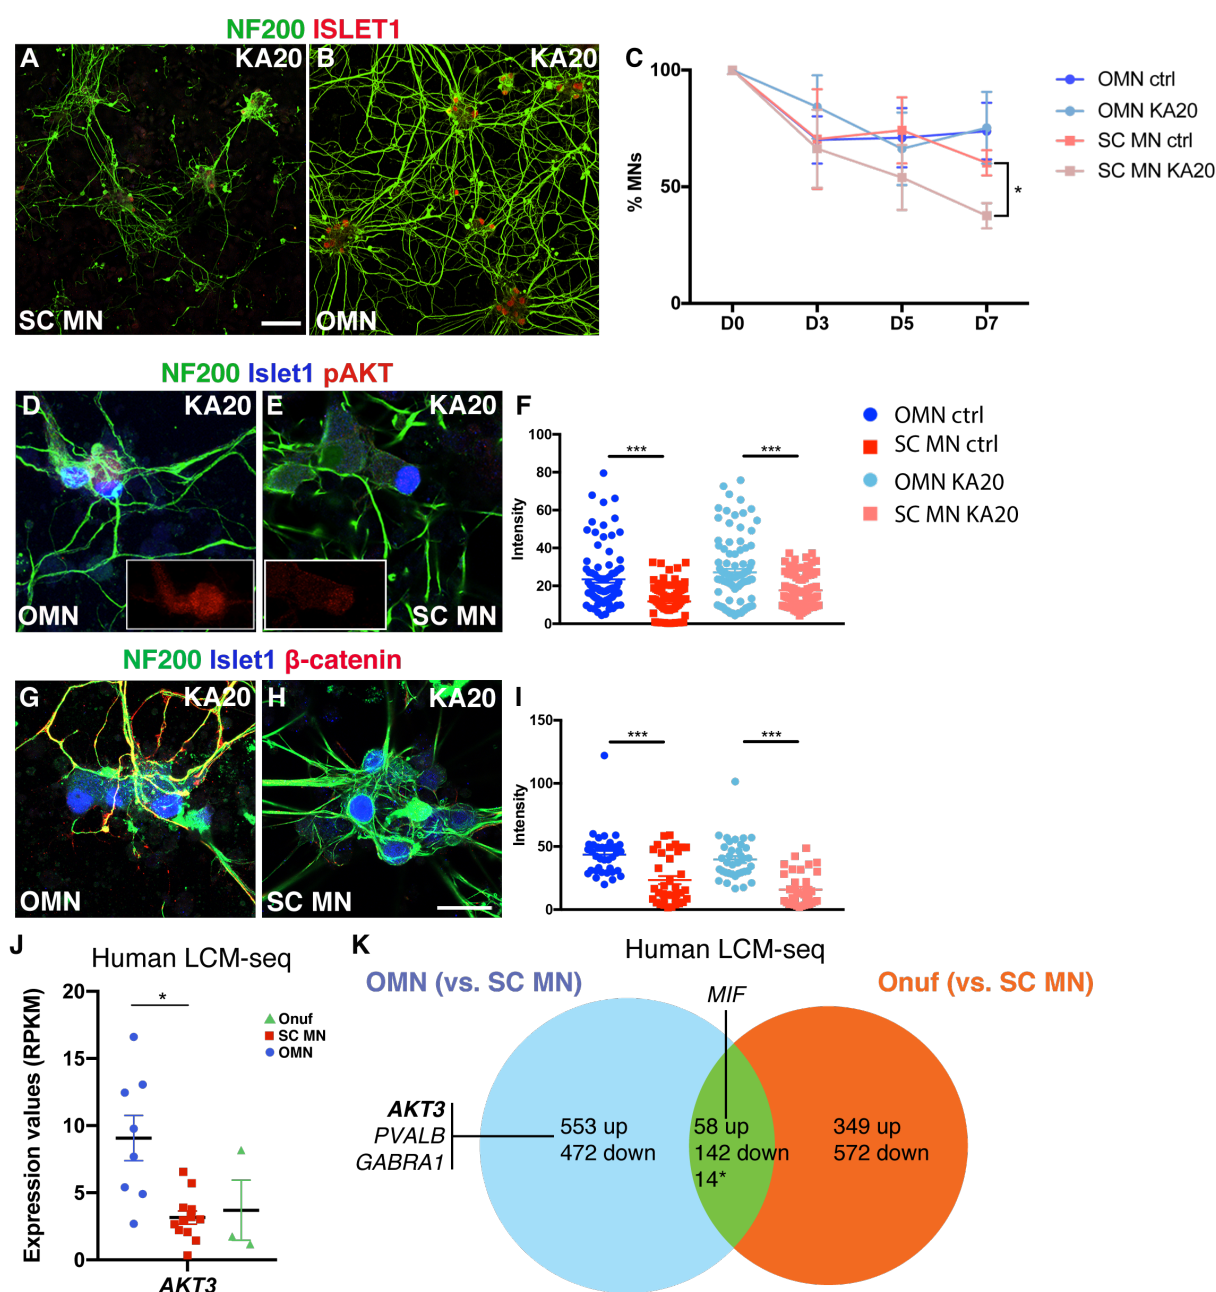 NF200 ISLET1
A KA20
SC MN
B KA20
OMN
C
% MNs
100
50
0
D0 D3 D5 D7
*
OMN ctrl
OMN KA20
SC MN ctrl
SC MN KA20
NF200 Islet1 pAKT
D KA20
OMN
E KA20
SC MN
F
Intensity
100
80
60
40
20
0
*** ***
OMN ctrl
SC MN ctrl
OMN KA20
SC MN KA20
NF200 Islet1 β-catenin
G KA20
OMN
H KA20
SC MN
I
Intensity
150
100
50
0
*** ***
J
Human LCM-seq
Expression values (RPKM)
20
15
10
5
0
*
Onuf
SC MN
OMN
AKT3
K
Human LCM-seq
OMN (vs. SC MN)
Onuf (vs. SC MN)
MIF
AKT3
PVALB
GABRA1
553 up
472 down
58 up
142 down
14*
349 up
572 down